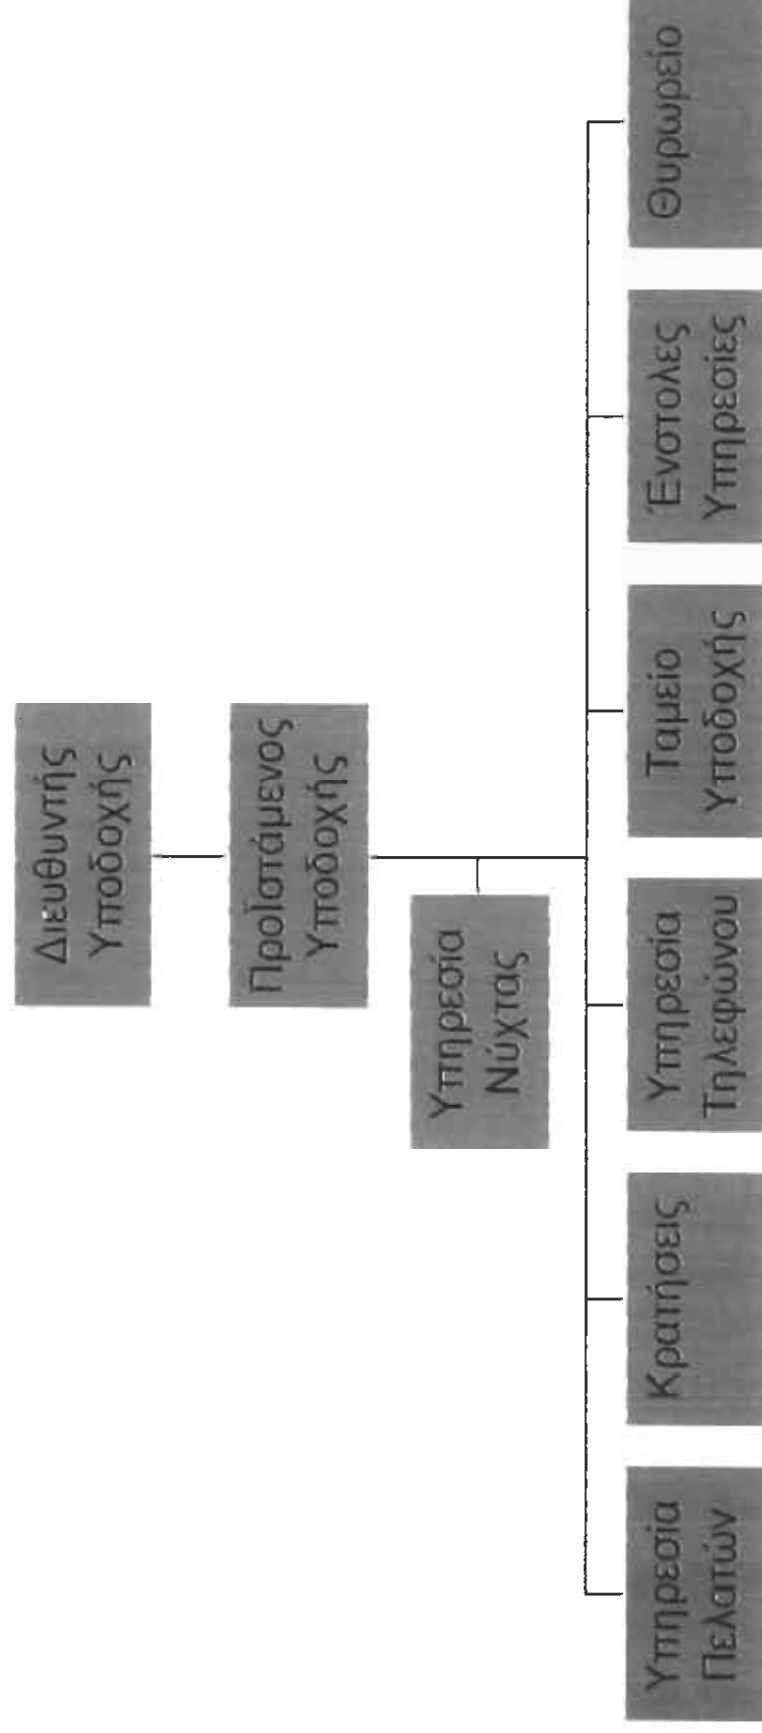 Διευθυντής
Υποδοχής
Προϊστάμενος
Υποδοχής
Υπηρεσία
Νύχτας
Υπηρεσία
Πελατών
Κρατήσεις
Υπηρεσία
Τηλεφώνου
Ταμείο
Υποδοχής
Ένστολες
Υπηρεσίες
Θυρωρείο